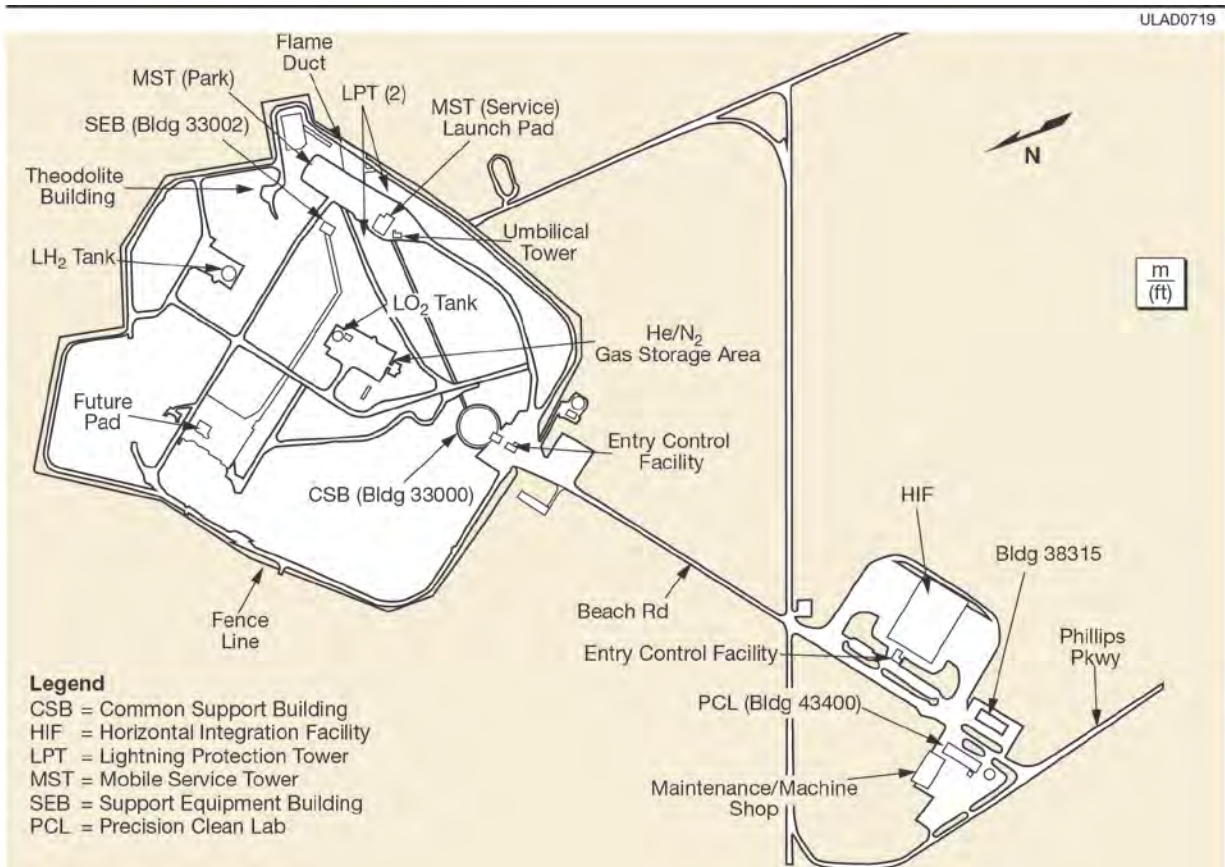 ULAD0719
Flame
Duct
MST (Park)
LPT (2)
MST (Service)
Launch Pad
SEB (Bldg 33002)
N
Theodolite
Building
Umbilical
Tower
LH₂ Tank
m
(ft)
LO₂ Tank
He/N₂
Gas Storage Area
Future
Pad
Entry Control
Facility
CSB (Bldg 33000)
HIF
Bldg 38315
Beach Rd
Fence
Line
Phillips
Pkwy
Entry Control Facility
PCL (Bldg 43400)
Maintenance/Machine
Shop
Legend
CSB = Common Support Building
HIF = Horizontal Integration Facility
LPT = Lightning Protection Tower
MST = Mobile Service Tower
SEB = Support Equipment Building
PCL = Precision Clean Lab